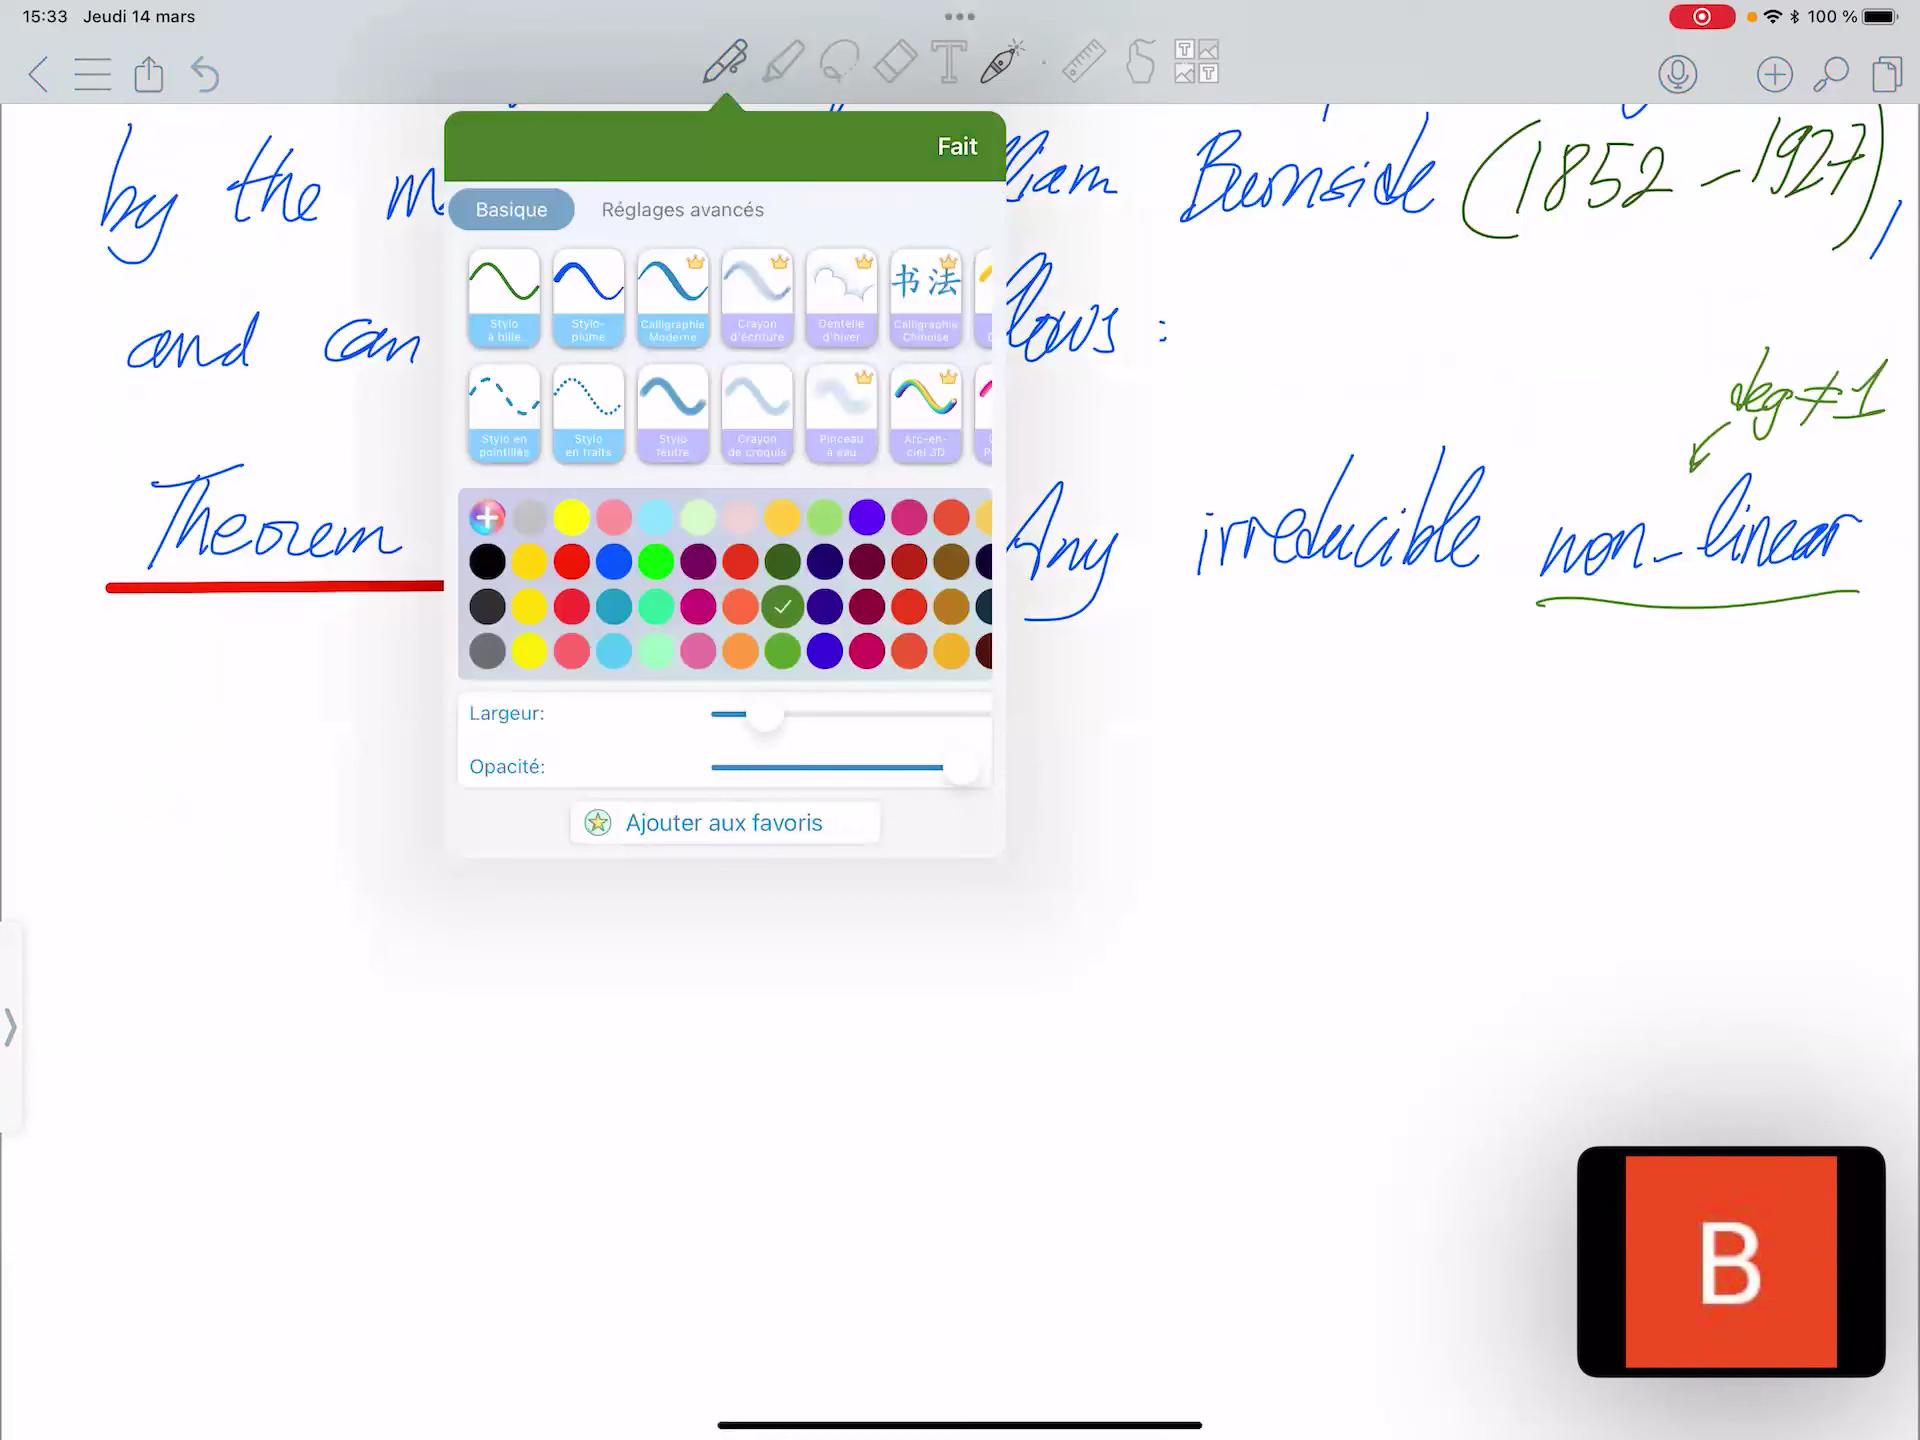 15:33 Jeudi 14 mars
100 %
Fait
Basique Réglages avancés
by the m liam Burnside (1852 - 1927),
Stylo à bille.. Stylo-plume Calligraphie Moderne Crayon d'écriture Dentelle d'hiver 书法 Calligraphie Chinoise
and can lows :
deg ≠ 1
Stylo en pointillés Stylo en traits Stylo feutre Crayon de croquis Pinceau à eau Arc-en-ciel 3D
Theorem Any irreducible non-linear
Largeur:
Opacité:
Ajouter aux favoris
B